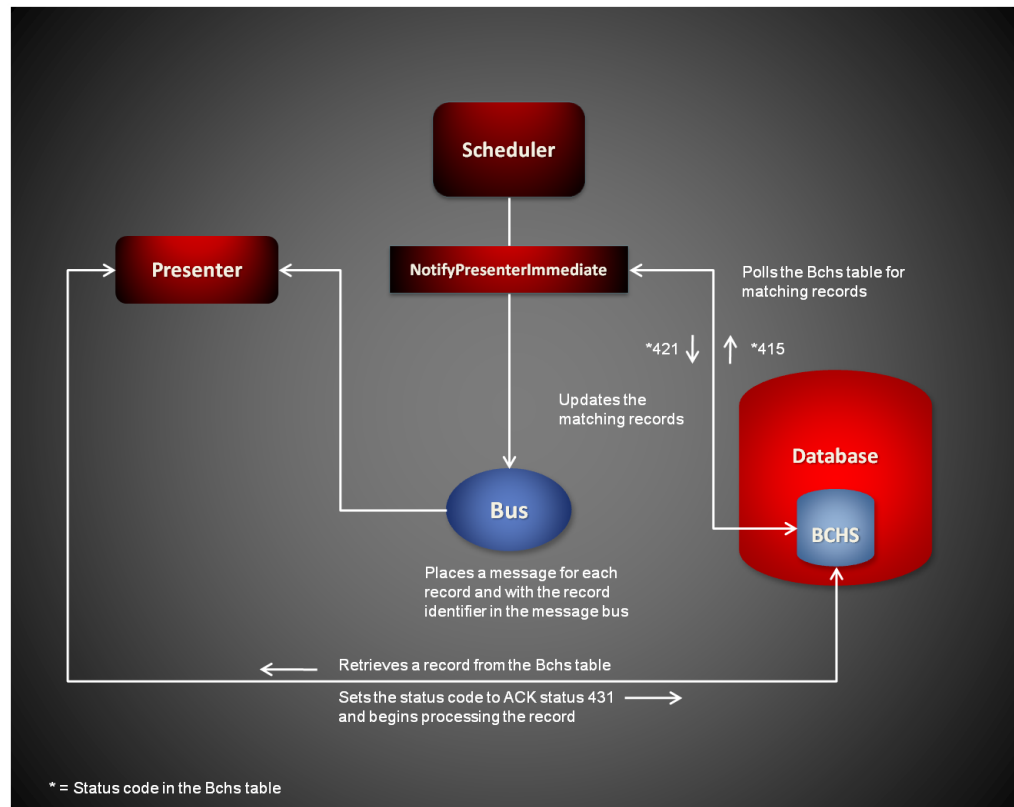 Scheduler
Presenter
NotifyPresenterImmediate
Polls the Bchs table for
matching records
*421
*415
Updates the
matching records
Database
Bus
BCHS
Places a message for each
record and with the record
identifier in the message bus
Retrieves a record from the Bchs table
Sets the status code to ACK status 431
and begins processing the record
* = Status code in the Bchs table